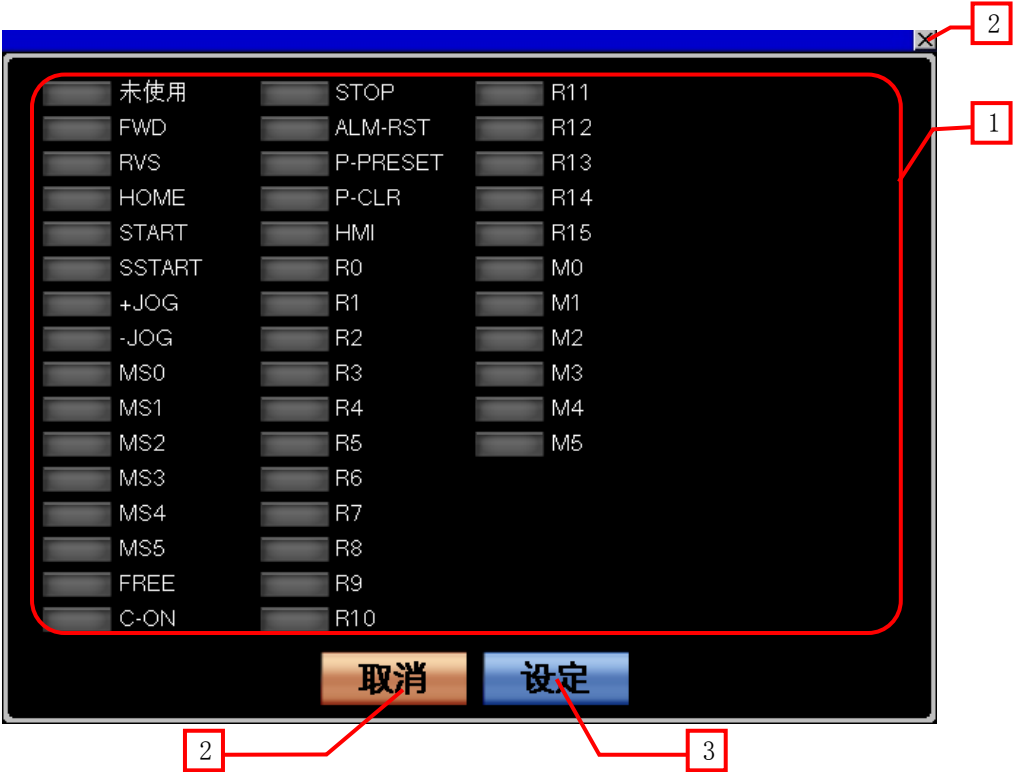 2
未使用 STOP R11
1
FWD ALM-RST R12
RVS P-PRESET R13
HOME P-CLR R14
START HMI R15
SSTART R0 M0
+JOG R1 M1
-JOG R2 M2
MS0 R3 M3
MS1 R4 M4
MS2 R5 M5
MS3 R6
MS4 R7
MS5 R8
FREE R9
C-ON R10
取消 设定
2 3